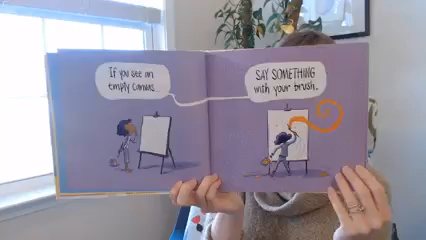 If you see an
empty canvas...
SAY SOMETHING
with your brush.